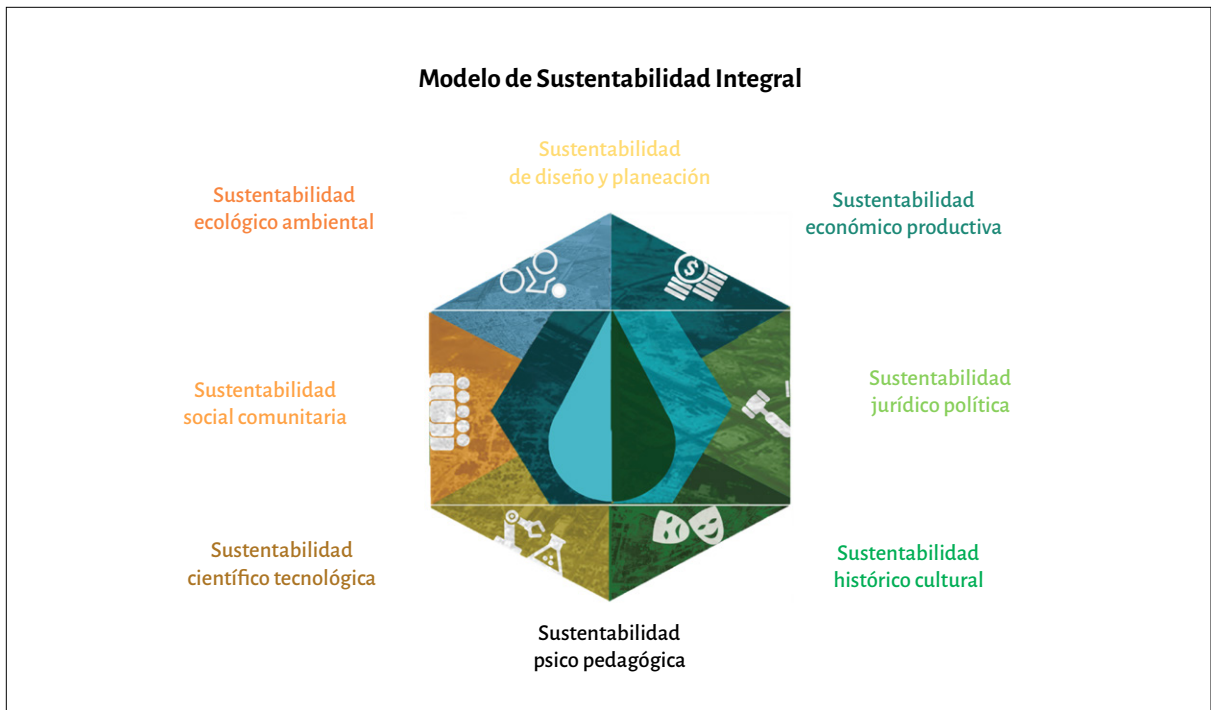 Modelo de Sustentabilidad Integral
Sustentabilidad
de diseño y planeación
Sustentabilidad
ecológico ambiental
Sustentabilidad
económico productiva
Sustentabilidad
social comunitaria
Sustentabilidad
jurídico política
Sustentabilidad
científico tecnológica
Sustentabilidad
histórico cultural
Sustentabilidad
psico pedagógica
$